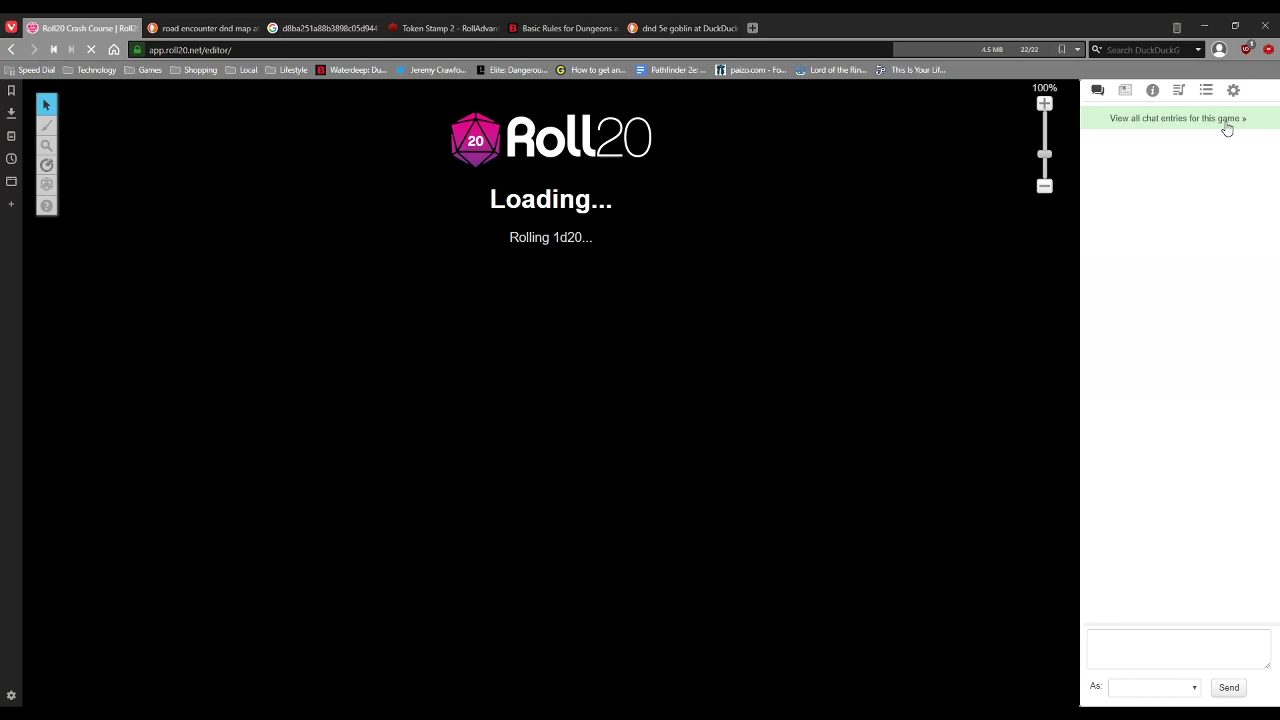 Roll20 Crash Course | Roll2
road encounter dnd map at
d8ba251a88b3898c05d944
Token Stamp 2 - RollAdvan
Basic Rules for Dungeons a
dnd 5e goblin at DuckDuck
app.roll20.net/editor/
4.5 MB
22/22
Search DuckDuckG
Speed Dial
Technology
Games
Shopping
Local
Lifestyle
Waterdeep: Du...
Jeremy Crawfo...
Elite: Dangerou...
How to get an...
Pathfinder 2e:...
paizo.com - Fo...
Lord of the Rin...
This Is Your Lif...
100%
View all chat entries for this game »
20 Roll20
Loading...
Rolling 1d20...
As:
Send